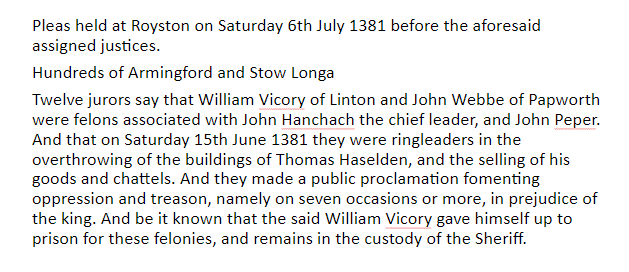 Pleas held at Royston on Saturday 6th July 1381 before the aforesaid
assigned justices.
Hundreds of Armingford and Stow Longa
Twelve jurors say that William Vicory of Linton and John Webbe of Papworth
were felons associated with John Hanchach the chief leader, and John Peper.
And that on Saturday 15th June 1381 they were ringleaders in the
overthrowing of the buildings of Thomas Haselden, and the selling of his
goods and chattels. And they made a public proclamation fomenting
oppression and treason, namely on seven occasions or more, in prejudice of
the king. And be it known that the said William Vicory gave himself up to
prison for these felonies, and remains in the custody of the Sheriff.